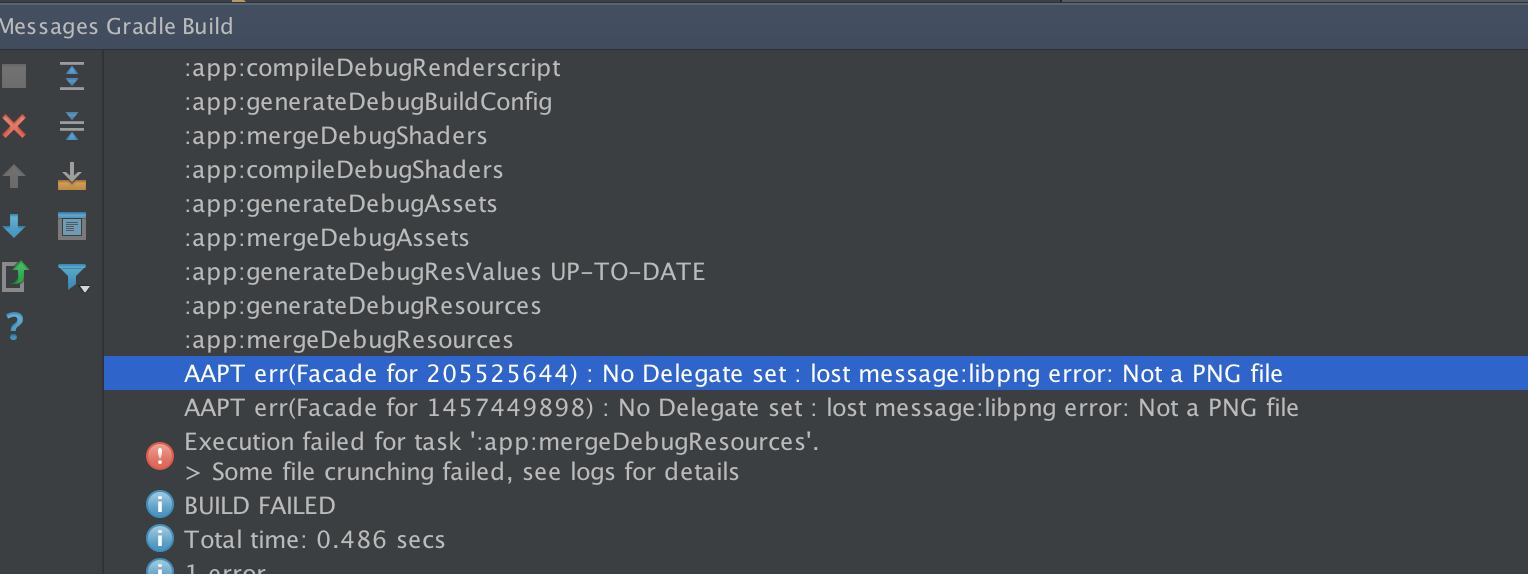 Messages Gradle Build
:app:compileDebugRenderscript
:app:generateDebugBuildConfig
:app:mergeDebugShaders
:app:compileDebugShaders
:app:generateDebugAssets
:app:mergeDebugAssets
:app:generateDebugResValues UP-TO-DATE
:app:generateDebugResources
:app:mergeDebugResources
AAPT err(Facade for 205525644) : No Delegate set : lost message:libpng error: Not a PNG file
AAPT err(Facade for 1457449898) : No Delegate set : lost message:libpng error: Not a PNG file
Execution failed for task ':app:mergeDebugResources'.
> Some file crunching failed, see logs for details
BUILD FAILED
Total time: 0.486 secs
1 error